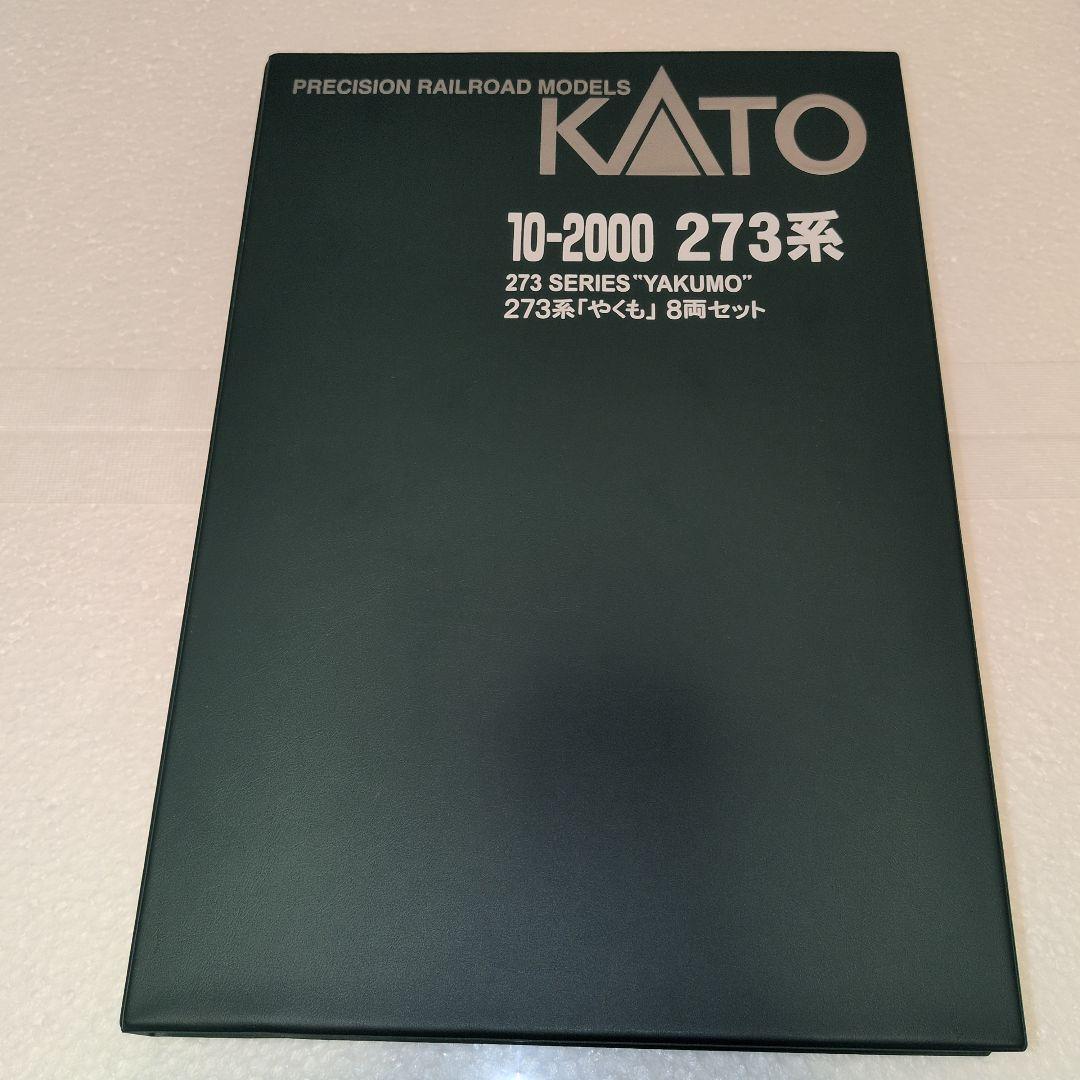 PRECISION RAILROAD MODELS
KATO
10-2000 273系
273 SERIES "YAKUMO"
273系「やくも」 8両セット